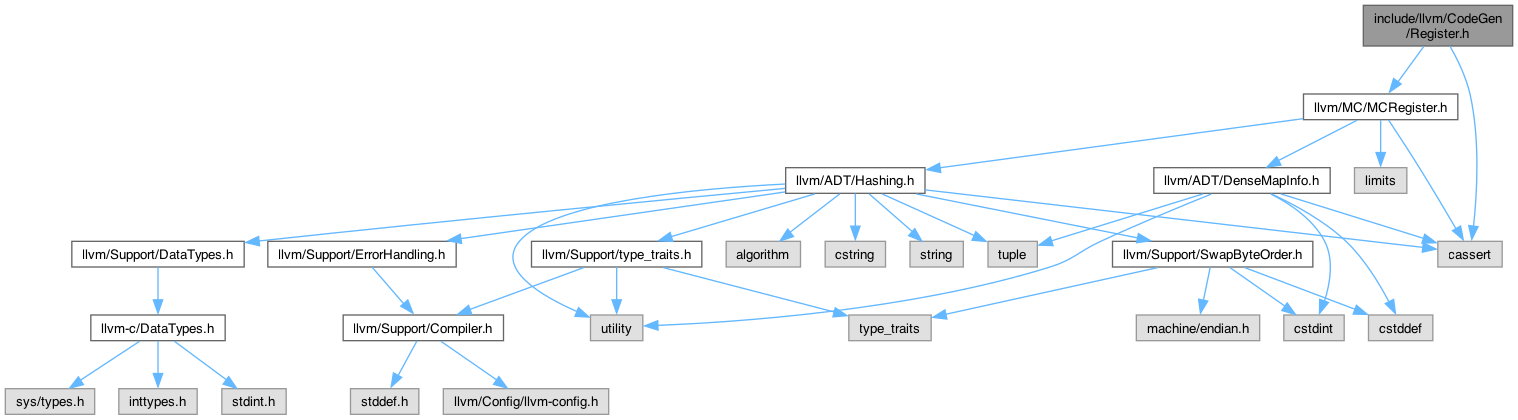 include/llvm/CodeGen
/Register.h
llvm/MC/MCRegister.h
llvm/ADT/Hashing.h
llvm/ADT/DenseMapInfo.h
limits
llvm/Support/DataTypes.h
llvm/Support/ErrorHandling.h
llvm/Support/type_traits.h
algorithm
cstring
string
tuple
llvm/Support/SwapByteOrder.h
cassert
llvm-c/DataTypes.h
llvm/Support/Compiler.h
utility
type_traits
machine/endian.h
cstdint
cstddef
sys/types.h
inttypes.h
stdint.h
stddef.h
llvm/Config/llvm-config.h